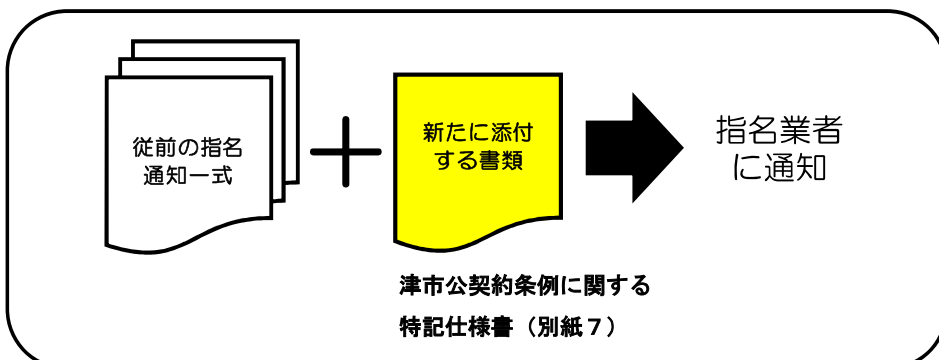 従前の指名
通知一式
新たに添付
する書類
指名業者
に通知
津市公契約条例に関する
特記仕様書（別紙７）